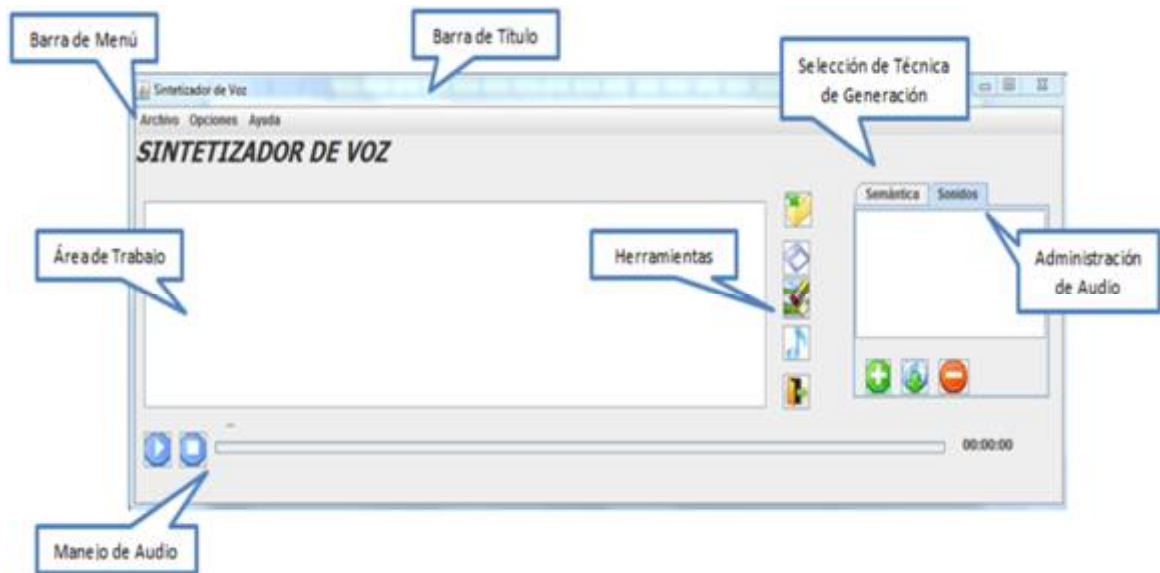 Barra de Menú
Barra de Título
Selección de Técnica
de Generación
Sintetizador de Voz
Archivo Opciones Ayuda
SINTETIZADOR DE VOZ
Semántica Sonidos
Área de Trabajo
Herramientas
Administración
de Audio
00:00:00
Manejo de Audio